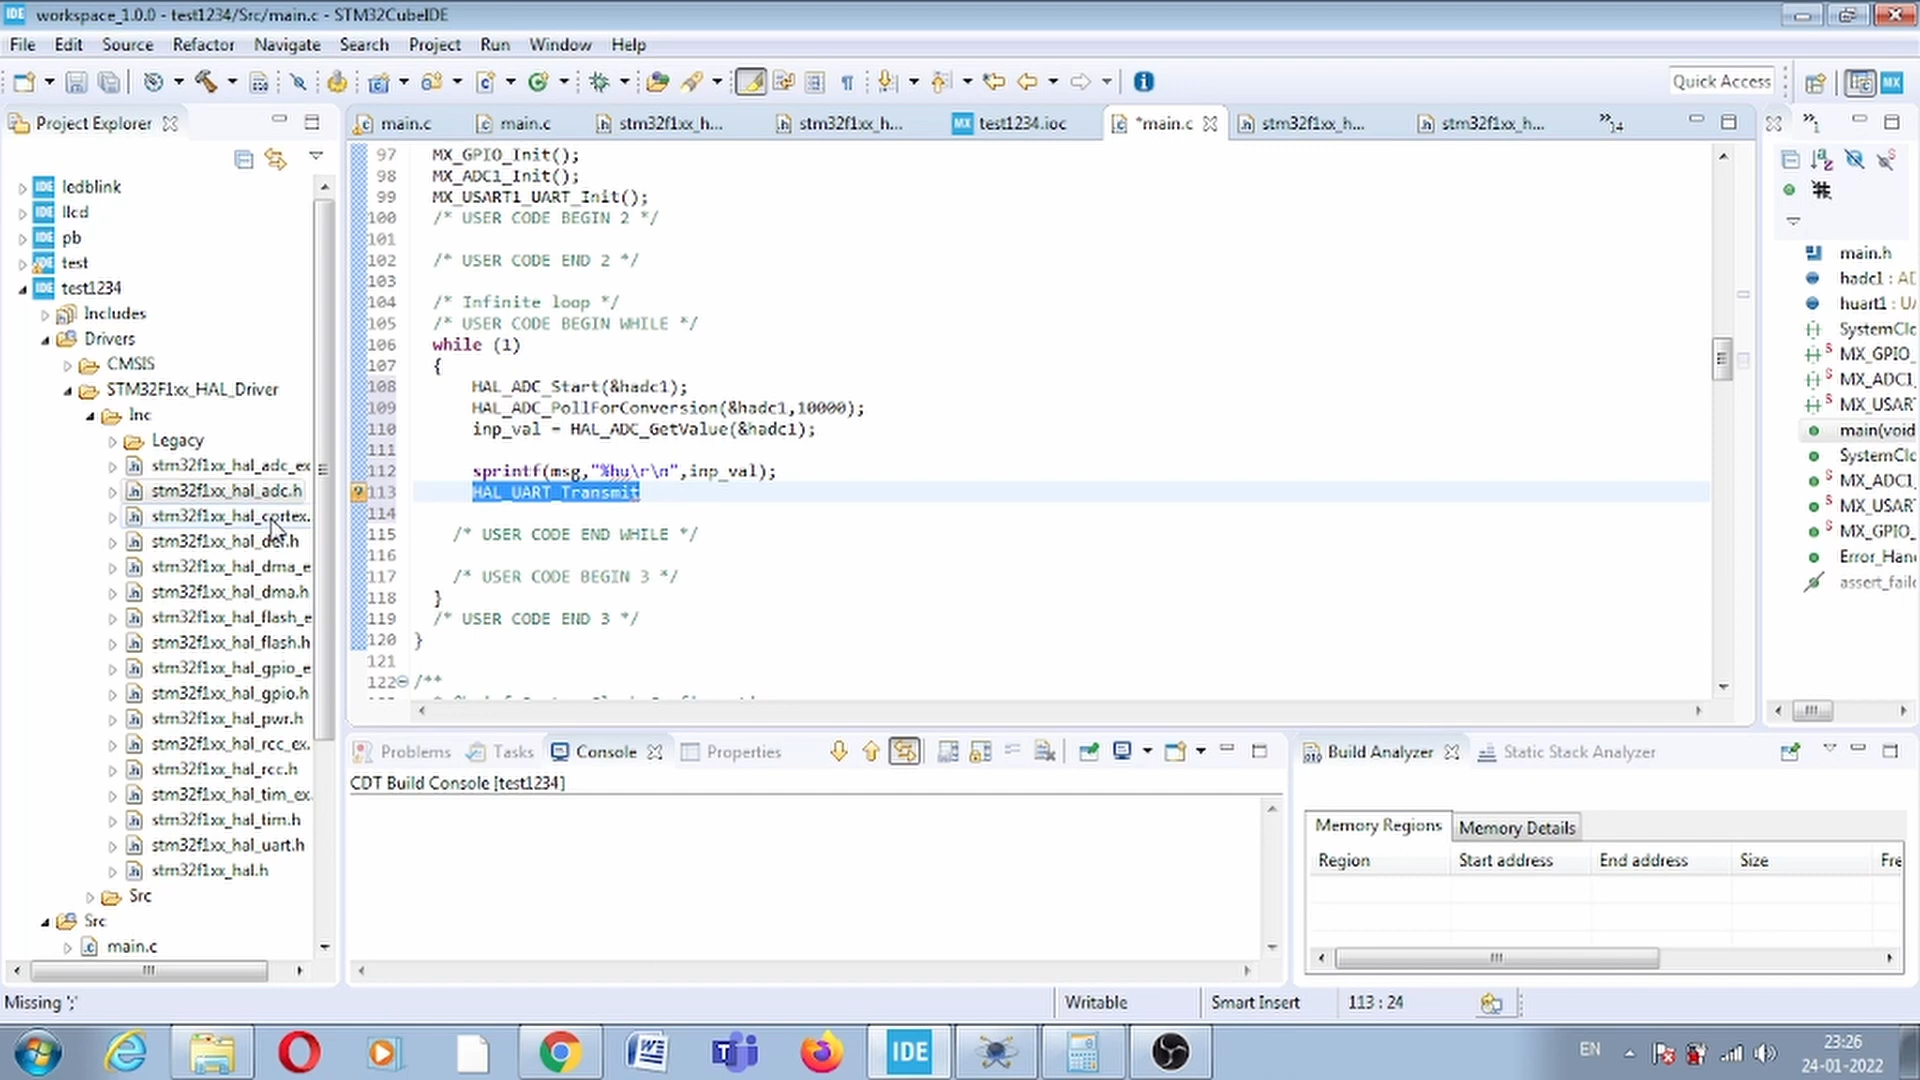 workspace_1.0.0 - test1234/Src/main.c - STM32CubeIDE
File Edit Source Refactor Navigate Search Project Run Window Help
Quick Access
Project Explorer
ledblink
llcd
pb
test
test1234
Includes
Drivers
CMSIS
STM32F1xx_HAL_Driver
Inc
Legacy
stm32f1xx_hal_adc_ex
stm32f1xx_hal_adc.h
stm32f1xx_hal_cortex.
stm32f1xx_hal_def.h
stm32f1xx_hal_dma_e
stm32f1xx_hal_dma.h
stm32f1xx_hal_flash_e
stm32f1xx_hal_flash.h
stm32f1xx_hal_gpio_e
stm32f1xx_hal_gpio.h
stm32f1xx_hal_pwr.h
stm32f1xx_hal_rcc_ex.
stm32f1xx_hal_rcc.h
stm32f1xx_hal_tim_ex.
stm32f1xx_hal_tim.h
stm32f1xx_hal_uart.h
stm32f1xx_hal.h
Src
Src
main.c
main.c main.c stm32f1xx_h... stm32f1xx_h... MX test1234.ioc *main.c stm32f1xx_h... stm32f1xx_h... »14
97 MX_GPIO_Init();
98 MX_ADC1_Init();
99 MX_USART1_UART_Init();
100 /* USER CODE BEGIN 2 */
101
102 /* USER CODE END 2 */
103
104 /* Infinite loop */
105 /* USER CODE BEGIN WHILE */
106 while (1)
107 {
108 HAL_ADC_Start(&hadc1);
109 HAL_ADC_PollForConversion(&hadc1,10000);
110 inp_val = HAL_ADC_GetValue(&hadc1);
111
112 sprintf(msg,"%hu\r\n",inp_val);
113 HAL_UART_Transmit
114
115 /* USER CODE END WHILE */
116
117 /* USER CODE BEGIN 3 */
118 }
119 /* USER CODE END 3 */
120 }
121
122 /**
»1
main.h
hadc1 : AD
huart1 : UA
SystemClo
MX_GPIO_
MX_ADC1_
MX_USAR
main(void
SystemClo
MX_ADC1_
MX_USAR
MX_GPIO_
Error_Han
assert_faile
Problems Tasks Console Properties
CDT Build Console [test1234]
Build Analyzer Static Stack Analyzer
Memory Regions Memory Details
Region Start address End address Size Fre
Missing ';' Writable Smart Insert 113 : 24
IDE
EN
23:26
24-01-2022